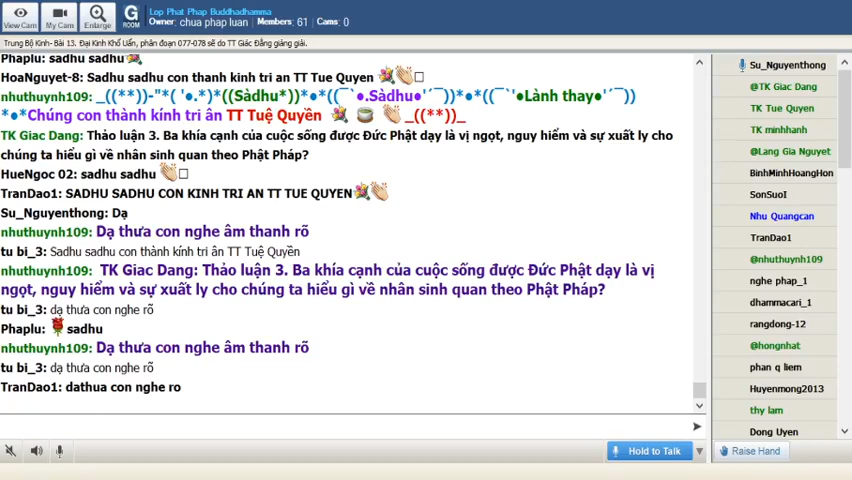 Lop Phat Phap Buddhadhamma
Owner: chua phap luan Members: 61 Cams: 0
View Cam
My Cam
Enlarge
G
ROOM
Trung Bộ Kinh- Bài 13. Đại Kinh Khổ Uẩn, phân đoạn 077-078 sẽ do TT Giác Đẳng giảng giải.
Phaplu: sadhu sadhu
HoaNguyet-8: Sadhu sadhu con thanh kinh tri an TT Tue Quyen
nhuthuynh109: _((**))-"*( '●.*)*((Sàdhu*))*●*●((¯`●.Sàdhu●'´¯))*●*●((¯`'●Lành thay●'´¯))
*●*Chúng con thành kính tri ân TT Tuệ Quyền _((**))_
TK Giac Dang: Thảo luận 3. Ba khía cạnh của cuộc sống được Đức Phật dạy là vị ngọt, nguy hiểm và sự xuất ly cho
chúng ta hiểu gì về nhân sinh quan theo Phật Pháp?
HueNgoc 02: sadhu sadhu
TranDao1: SADHU SADHU CON KINH TRI AN TT TUE QUYEN
Su_Nguyenthong: Dạ
nhuthuynh109: Dạ thưa con nghe âm thanh rõ
tu bi_3: Sadhu sadhu con thành kính tri ân TT Tuệ Quyền
nhuthuynh109: TK Giac Dang: Thảo luận 3. Ba khía cạnh của cuộc sống được Đức Phật dạy là vị
ngọt, nguy hiểm và sự xuất ly cho chúng ta hiểu gì về nhân sinh quan theo Phật Pháp?
tu bi_3: dạ thưa con nghe rõ
Phaplu: sadhu
nhuthuynh109: Dạ thưa con nghe âm thanh rõ
tu bi_3: dạ thưa con nghe rõ
TranDao1: dathua con nghe ro
Su_Nguyenthong
@TK Giac Dang
TK Tue Quyen
TK minhhanh
@Lang Gia Nguyet
BinhMinhHoangHon
SonSuoI
Nhu Quangcan
TranDao1
@nhuthuynh109
nghe phap_1
dhammacari_1
rangdong-12
@hongnhat
phan q liem
Huyenmong2013
thy lam
Dong Uyen
Hold to Talk
Raise Hand